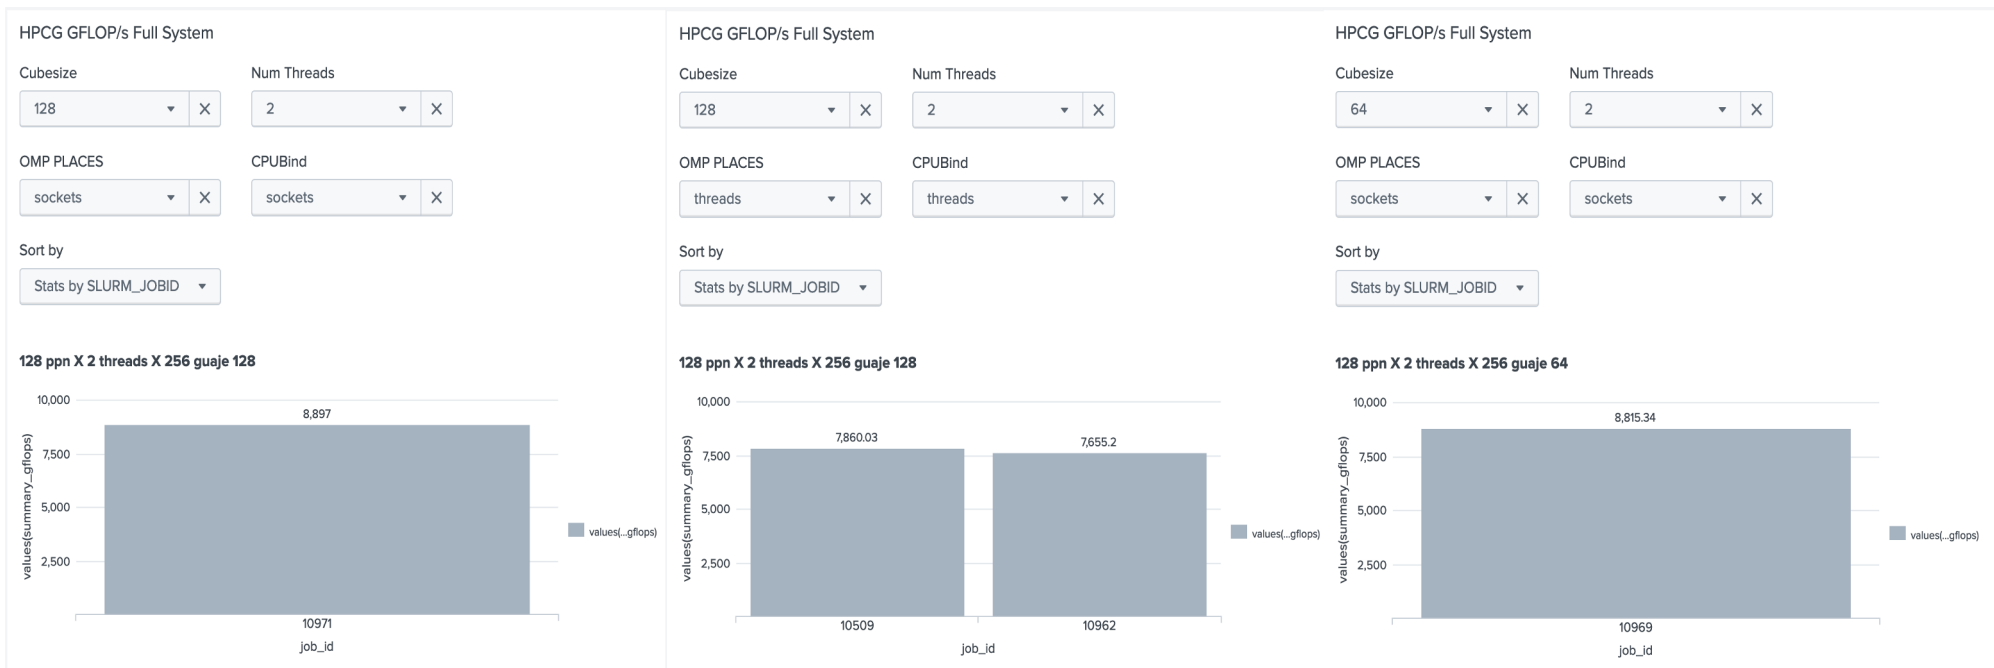 HPCG GFLOP/s Full System
Cubesize
Num Threads
128
2
OMP PLACES
CPUBind
sockets
sockets
Sort by
Stats by SLURM_JOBID
128 ppn X 2 threads X 256 guaje 128
10,000
8,897
7,500
5,000
2,500
values(summary_gflops)
values(...gflops)
10971
job_id
HPCG GFLOP/s Full System
Cubesize
Num Threads
128
2
OMP PLACES
CPUBind
threads
threads
Sort by
Stats by SLURM_JOBID
128 ppn X 2 threads X 256 guaje 128
10,000
7,860.03
7,655.2
7,500
5,000
2,500
values(summary_gflops)
values(...gflops)
10509
10962
job_id
HPCG GFLOP/s Full System
Cubesize
Num Threads
64
2
OMP PLACES
CPUBind
sockets
sockets
Sort by
Stats by SLURM_JOBID
128 ppn X 2 threads X 256 guaje 64
10,000
8,815.34
7,500
5,000
2,500
values(summary_gflops)
values(...gflops)
10969
job_id